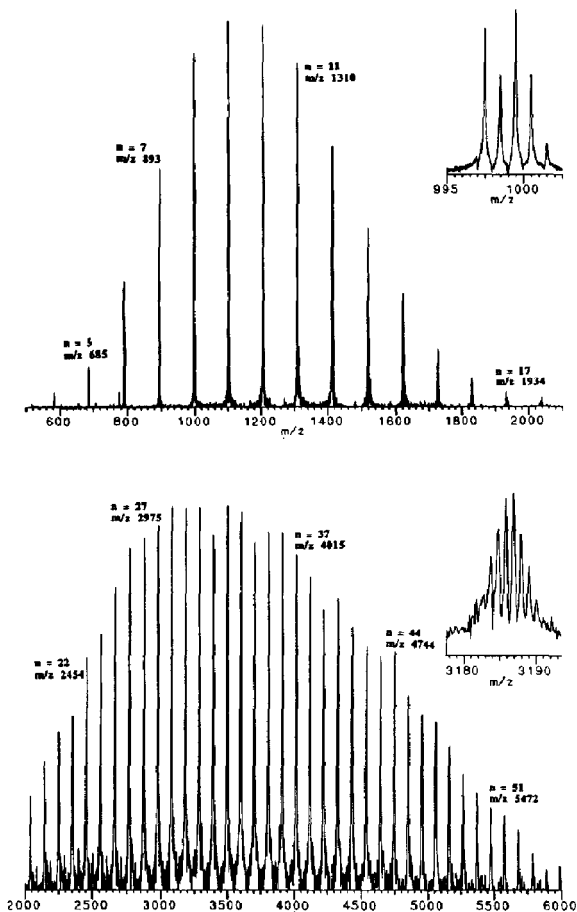 n = 11
m/z 1310
n = 7
m/z 893
995 1000
m/z
n = 5
m/z 685
n = 17
m/z 1934
600 800 1000 1200 1400 1600 1800 2000
m/z
n = 27
m/z 2975
n = 37
m/z 4015
n = 44
m/z 4744
3180 3190
m/z
n = 22
m/z 2454
n = 51
m/z 5472
2000 2500 3000 3500 4000 4500 5000 5500 6000